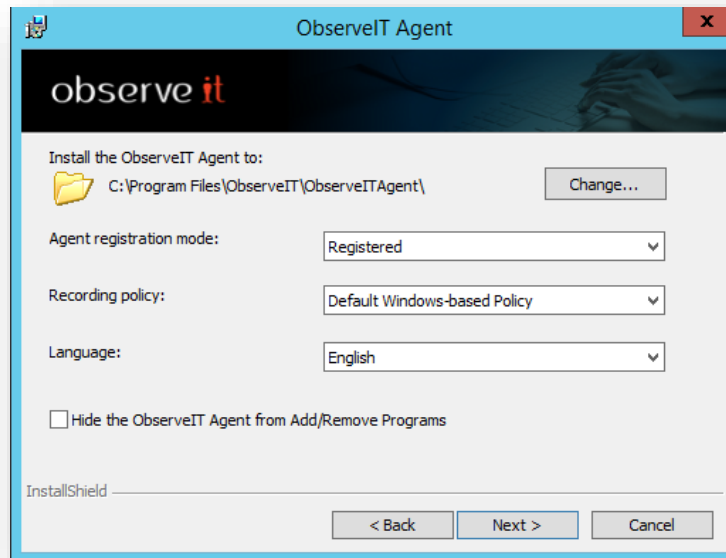 ObserveIT Agent
x
observe it
Install the ObserveIT Agent to:
C:\Program Files\ObserveIT\ObserveITAgent\
Change...
Agent registration mode:
Registered
Recording policy:
Default Windows-based Policy
Language:
English
Hide the ObserveIT Agent from Add/Remove Programs
InstallShield
< Back
Next >
Cancel